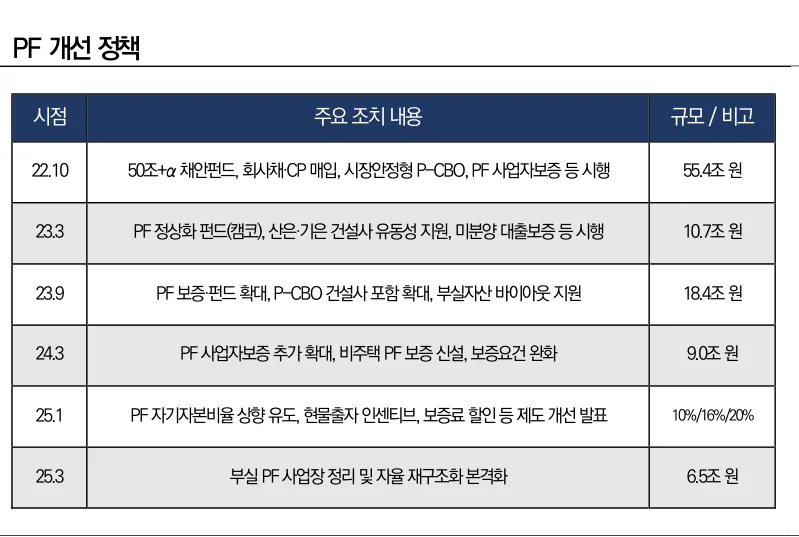 PF 개선 정책
시점 주요 조치 내용 규모 / 비고
22.10 50조+α 채안펀드, 회사채·CP 매입, 시장안정형 P-CBO, PF 사업자보증 등 시행 55.4조 원
23.3 PF 정상화 펀드(캠코), 산은·기은 건설사 유동성 지원, 미분양 대출보증 등 시행 10.7조 원
23.9 PF 보증·펀드 확대, P-CBO 건설사 포함 확대, 부실자산 바이아웃 지원 18.4조 원
24.3 PF 사업자보증 추가 확대, 비주택 PF 보증 신설, 보증요건 완화 9.0조 원
25.1 PF 자기자본비율 상향 유도, 현물출자 인센티브, 보증료 할인 등 제도 개선 발표 10%/16%/20%
25.3 부실 PF 사업장 정리 및 자율 재구조화 본격화 6.5조 원